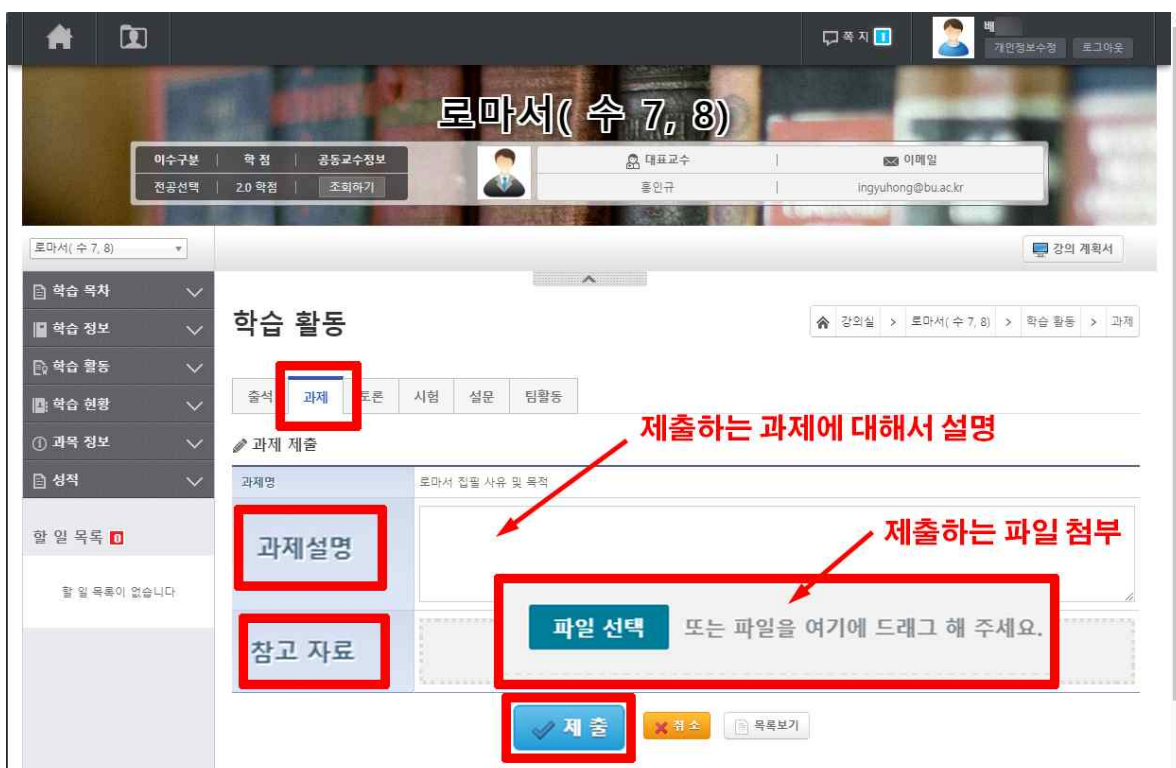 쪽지 1
배
개인정보수정 로그아웃
로마서( 수 7, 8)
이수구분 | 학 점 | 공동교수정보
전공선택 | 2.0 학점 | 조회하기
대표교수 | 이메일
홍인규 | ingyuhong@bu.ac.kr
로마서( 수 7, 8)
강의 계획서
학습 목차
학습 정보
학습 활동
학습 현황
과목 정보
성적
할 일 목록 0
할 일 목록이 없습니다
학습 활동
강의실 > 로마서( 수 7, 8) > 학습 활동 > 과제
출석 과제 토론 시험 설문 팀활동
제출하는 과제에 대해서 설명
과제 제출
과제명 로마서 집필 사유 및 목적
과제설명
제출하는 파일 첨부
참고 자료
파일 선택 또는 파일을 여기에 드래그 해 주세요.
제 출 취 소 목록보기